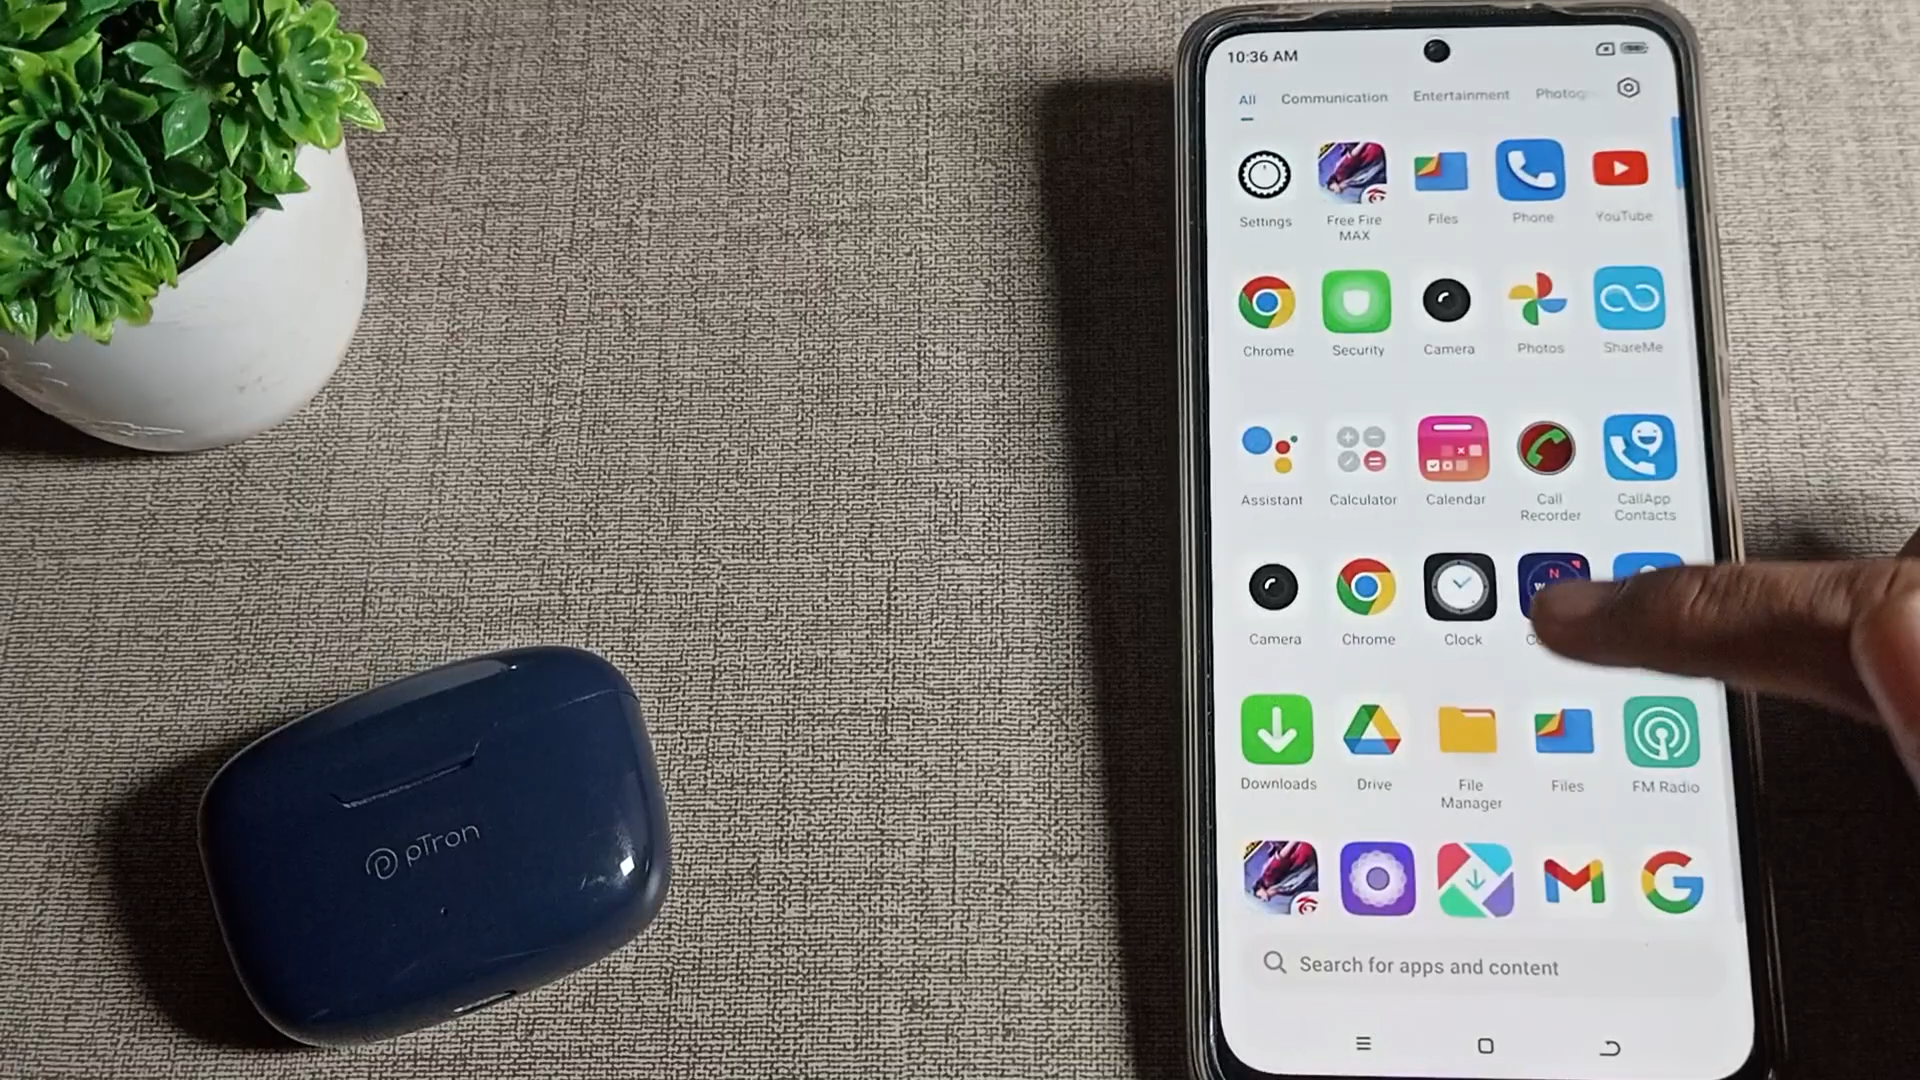 10:36 AM
All Communication Entertainment Photog
Settings Free Fire MAX Files Phone YouTube
Chrome Security Camera Photos ShareMe
Assistant Calculator Calendar Call Recorder CallApp Contacts
Camera Chrome Clock
Downloads Drive File Manager Files FM Radio
Search for apps and content
pTron